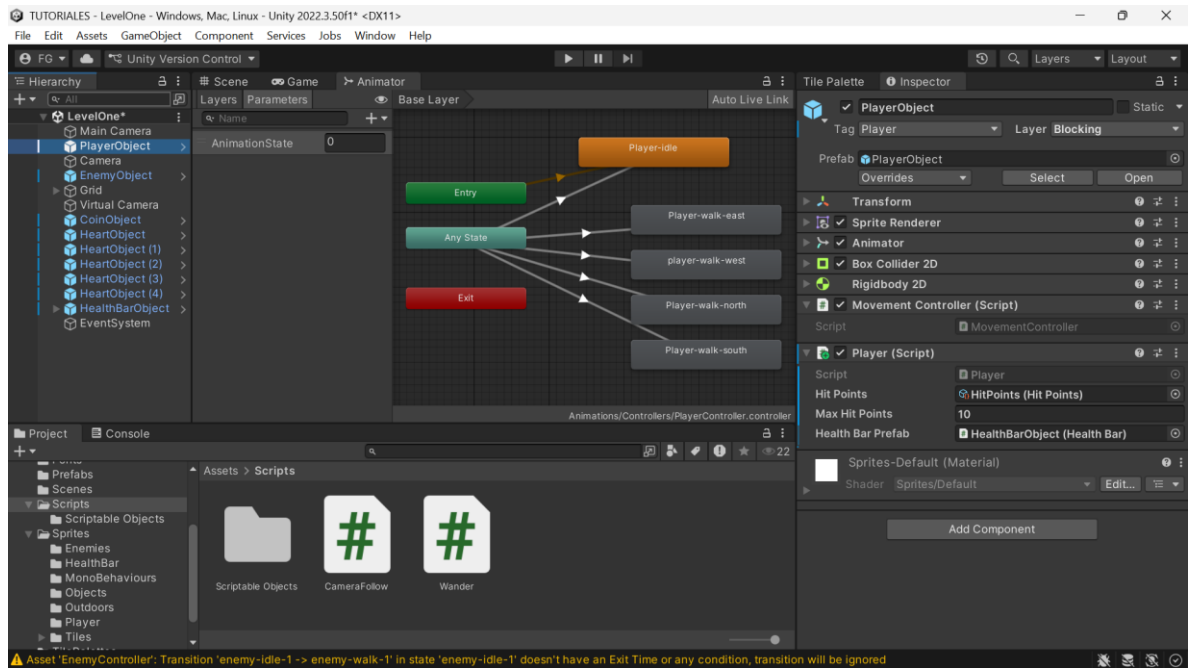 TUTORIALES - LevelOne - Windows, Mac, Linux - Unity 2022.3.50f1* <DX11>
File Edit Assets GameObject Component Services Jobs Window Help
FG Unity Version Control Layers Layout
Hierarchy
All
LevelOne*
Main Camera
PlayerObject
Camera
EnemyObject
Grid
Virtual Camera
CoinObject
HeartObject
HeartObject (1)
HeartObject (2)
HeartObject (3)
HeartObject (4)
HealthBarObject
EventSystem
Scene Game Animator
Layers Parameters Base Layer Auto Live Link
Name
AnimationState 0
Player-idle
Entry
Player-walk-east
Any State
player-walk-west
Exit
Player-walk-north
Player-walk-south
Animations/Controllers/PlayerController.controller
Tile Palette Inspector
PlayerObject Static
Tag Player Layer Blocking
Prefab PlayerObject
Overrides Select Open
Transform
Sprite Renderer
Animator
Box Collider 2D
Rigidbody 2D
Movement Controller (Script)
Script MovementController
Player (Script)
Script Player
Hit Points HitPoints (Hit Points)
Max Hit Points 10
Health Bar Prefab HealthBarObject (Health Bar)
Sprites-Default (Material)
Shader Sprites/Default Edit...
Add Component
Project Console
22
Prefabs
Scenes
Scripts
Scriptable Objects
Sprites
Enemies
HealthBar
MonoBehaviours
Objects
Outdoors
Player
Tiles
Assets > Scripts
Scriptable Objects CameraFollow Wander
Asset 'EnemyController': Transition 'enemy-idle-1 -> enemy-walk-1' in state 'enemy-idle-1' doesn't have an Exit Time or any condition, transition will be ignored